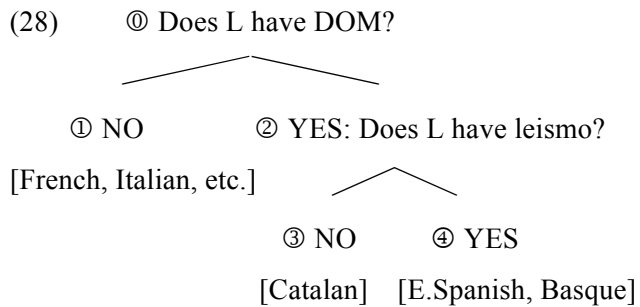 (28) ⓪ Does L have DOM?
① NO ② YES: Does L have leismo?
[French, Italian, etc.]
③ NO ④ YES
[Catalan] [E.Spanish, Basque]